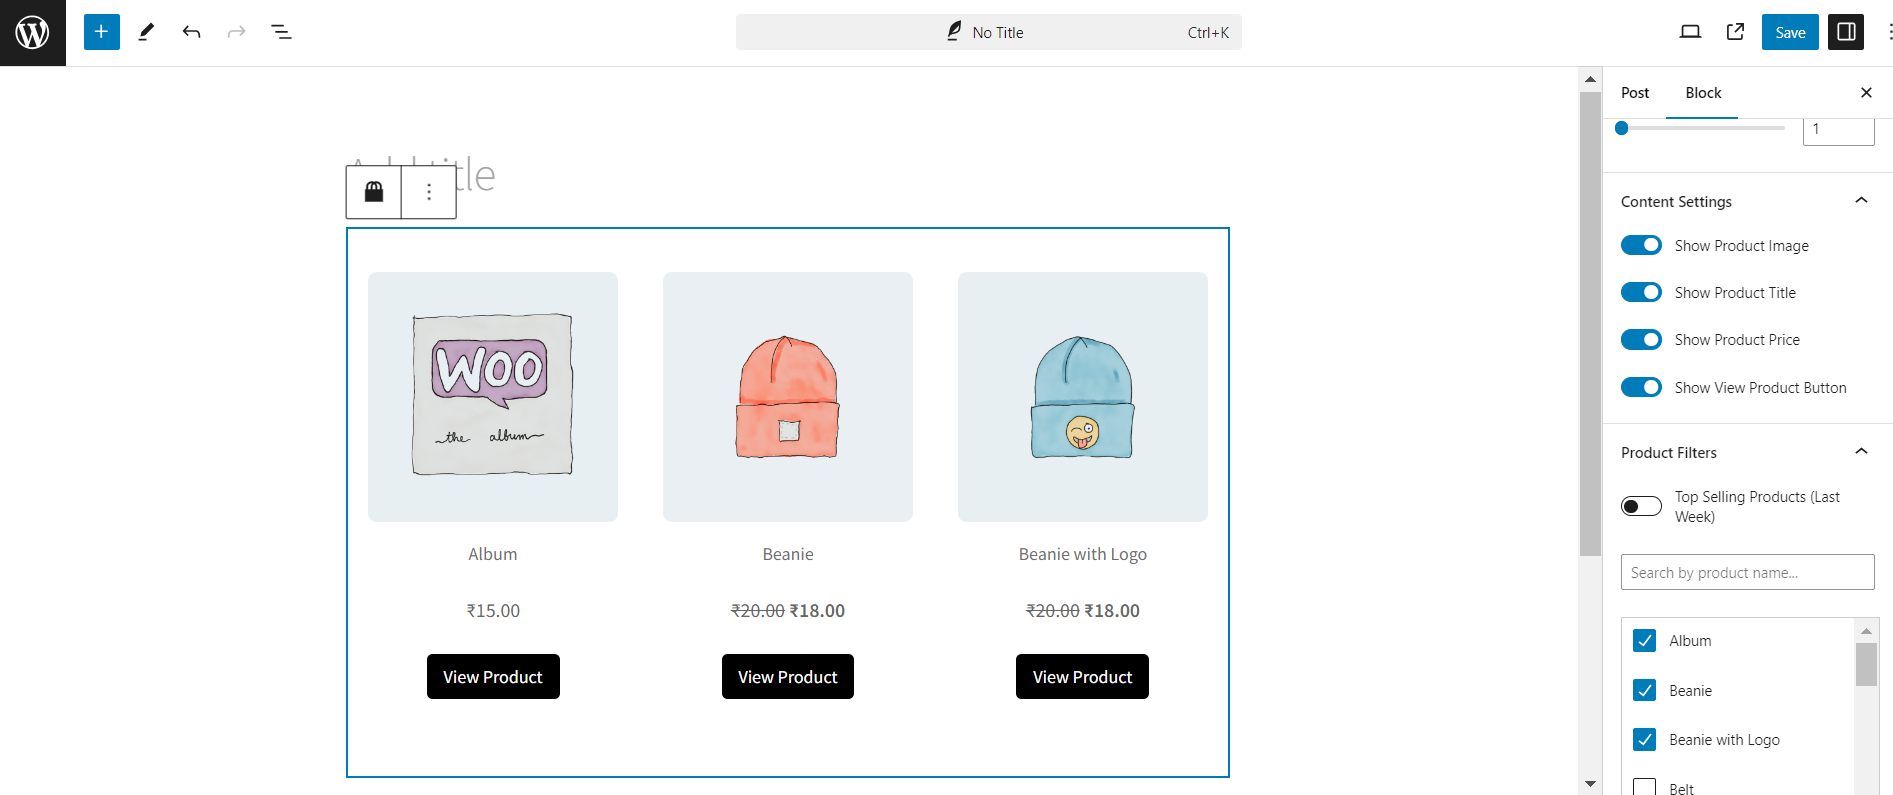 No Title
Ctrl+K
Save
Post
Block
1
Content Settings
Show Product Image
Show Product Title
Show Product Price
Show View Product Button
Product Filters
Top Selling Products (Last
Week)
Search by product name...
Album
Beanie
Beanie with Logo
Belt
WOO
the album
Album
Beanie
Beanie with Logo
₹15.00
₹20.00 ₹18.00
₹20.00 ₹18.00
View Product
View Product
View Product